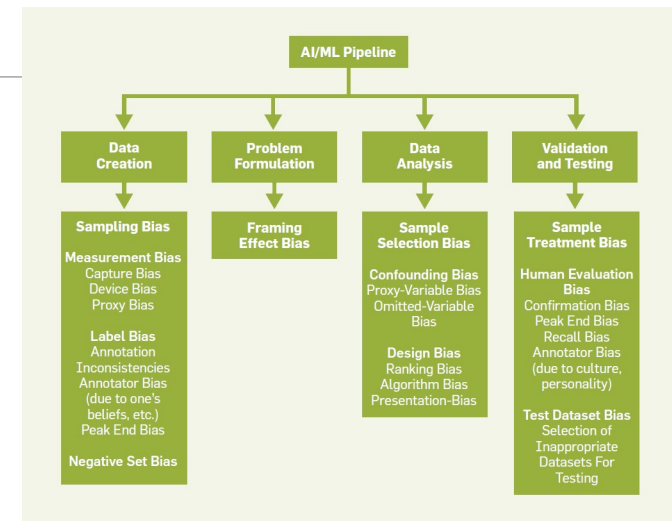 AI/ML Pipeline
Data
Creation
Problem
Formulation
Data
Analysis
Validation
and Testing
Sampling Bias
Measurement Bias
Capture Bias
Device Bias
Proxy Bias
Label Bias
Annotation
Inconsistencies
Annotator Bias
(due to one's
beliefs, etc.)
Peak End Bias
Negative Set Bias
Framing
Effect Bias
Sample
Selection Bias
Confounding Bias
Proxy-Variable Bias
Omitted-Variable
Bias
Design Bias
Ranking Bias
Algorithm Bias
Presentation-Bias
Sample
Treatment Bias
Human Evaluation
Bias
Confirmation Bias
Peak End Bias
Recall Bias
Annotator Bias
(due to culture,
personality)
Test Dataset Bias
Selection of
Inappropriate
Datasets For
Testing